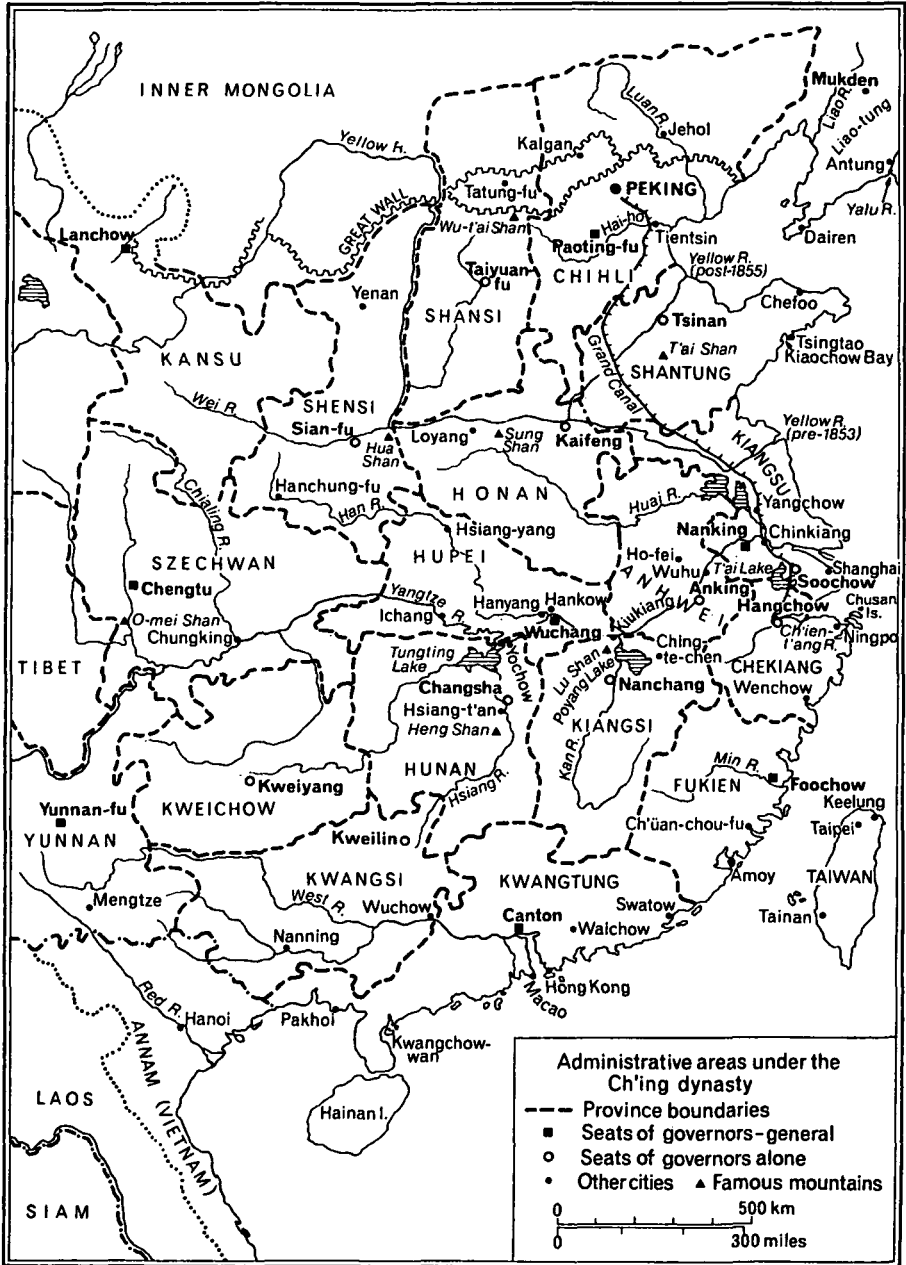 INNER MONGOLIA
Mukden
Liao R.
Liao-tung
Luan R.
Jehol
Kalgan
Yellow R.
Antung
Tatung-fu
PEKING
Yalu R.
GREAT WALL
Wu-t'ai Shan
Hai-ho
Lanchow
Paoting-fu
Tientsin
Dairen
CHIHLI
Yellow R.
(post-1855)
Taiyuan
fu
Yenan
Chefoo
SHANSI
Tsinan
Tsingtao
Kiaochow Bay
KANSU
T'ai Shan
SHANTUNG
Grand Canal
Wei R.
SHENSI
Sian-fu
Loyang
Sung
Shan
Kaifeng
Yellow R.
(pre-1853)
Hua
Shan
KIANGSU
Hanchung-fu
Chialing R.
HONAN
Han R.
Huai R.
Yangchow
Hsiang-yang
Nanking
Chinkiang
SZECHWAN
HUPEI
Ho-fei
Wuhu
T'ai Lake
Shanghai
Soochow
Chengtu
ANHWEI
Anking
Hangchow
Yangtze R.
Hanyang
Hankow
Kiukiang
Chusan
Is.
O-mei Shan
Ichang
Chungking
Wuchang
Ch'ien-
t'ang R.
Ningpo
TIBET
Tungting
Lake
Yochow
Lu Shan
Poyang Lake
Ching-
te-chen
CHEKIANG
Wenchow
Changsha
Nanchang
Hsiang-t'an
Heng Shan
KIANGSI
Kan R.
HUNAN
Hsiang R.
Min R.
FUKIEN
Foochow
Kweiyang
KWEICHOW
Yunnan-fu
YUNNAN
Kweilin
Keelung
Ch'üan-chou-fu
Taipei
KWANGSI
KWANGTUNG
Amoy
TAIWAN
Mengtze
West R.
Wuchow
Swatow
Tainan
Canton
Waichow
Nanning
Hong Kong
Macao
Red R.
Hanoi
Pakhoi
Kwangchow-
wan
ANNAM (VIETNAM)
LAOS
Hainan I.
SIAM
Administrative areas under the
Ch'ing dynasty
Province boundaries
Seats of governors-general
Seats of governors alone
Other cities
Famous mountains
0 500 km
0 300 miles